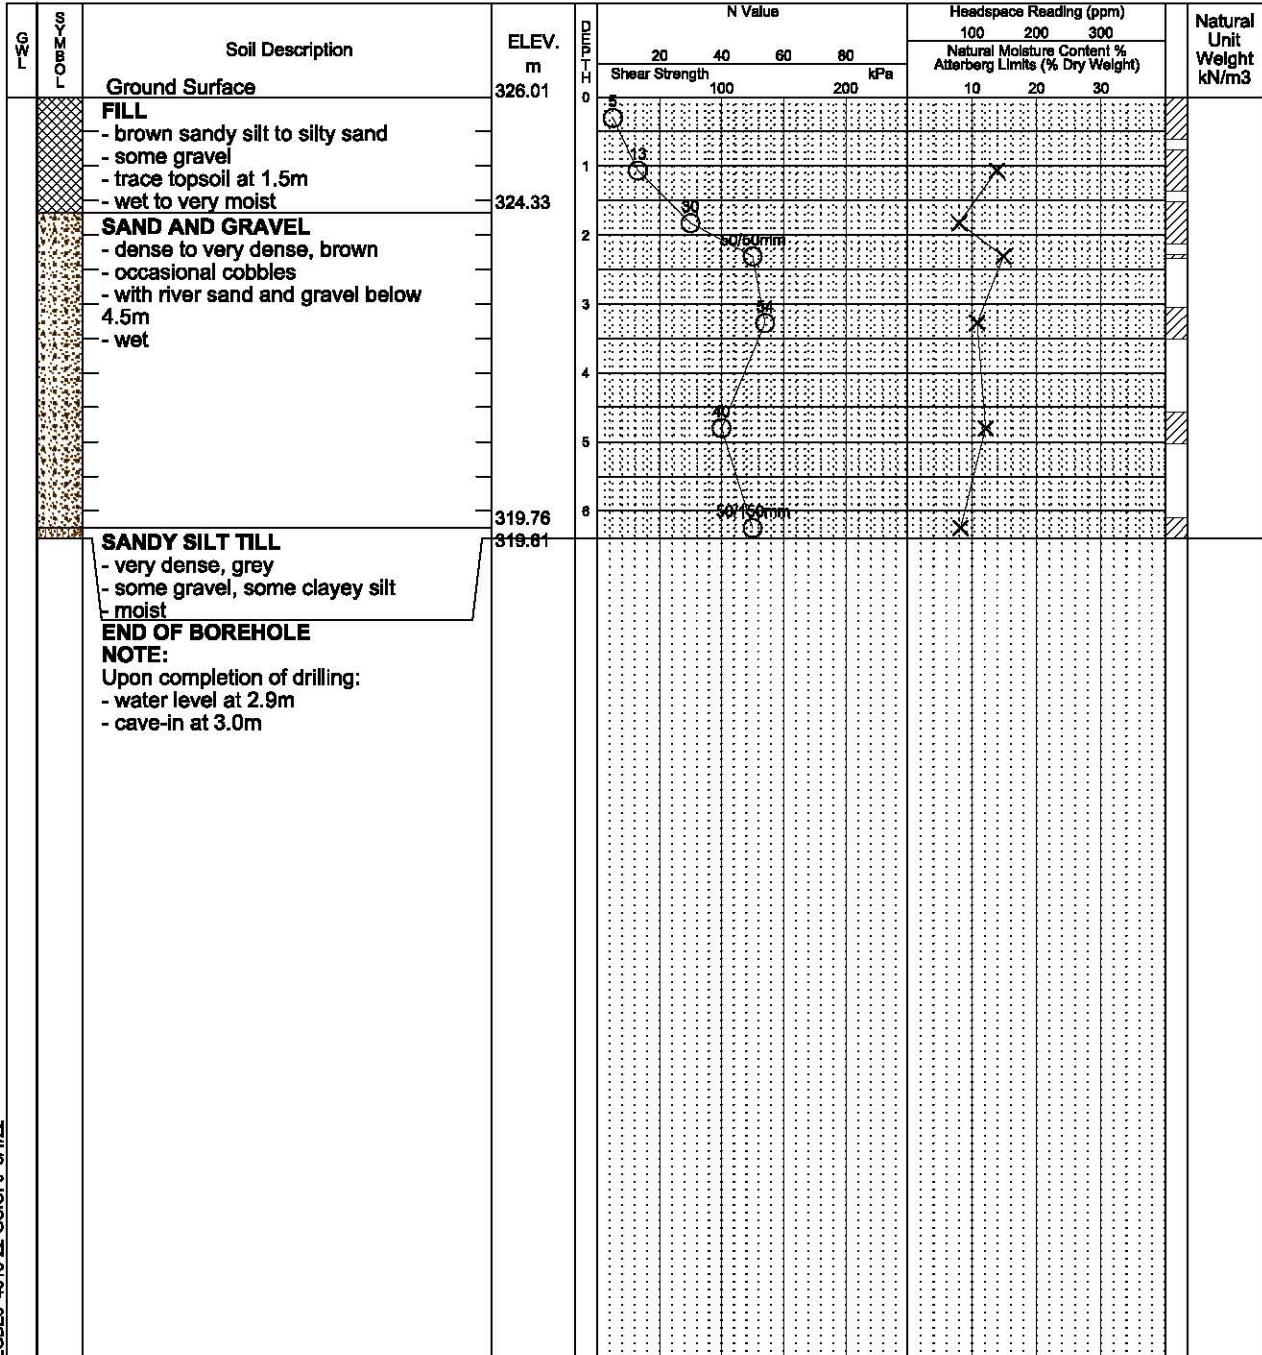 GWL
SYMBOL
Soil Description
ELEV.
m
DEPTH
N Value
20 40 60 80
Shear Strength kPa
100 200
Headspace Reading (ppm)
100 200 300
Natural Moisture Content %
Atterberg Limits (% Dry Weight)
10 20 30
Natural
Unit
Weight
kN/m3
Ground Surface
326.01
0
FILL
- brown sandy silt to silty sand
- some gravel
- trace topsoil at 1.5m
- wet to very moist
324.33
SAND AND GRAVEL
- dense to very dense, brown
- occasional cobbles
- with river sand and gravel below
4.5m
- wet
319.76
SANDY SILT TILL
319.61
- very dense, grey
- some gravel, some clayey silt
- moist
END OF BOREHOLE
NOTE:
Upon completion of drilling:
- water level at 2.9m
- cave-in at 3.0m
1
2
3
4
5
6
5
13
30
50/50mm
54
40
50/150mm